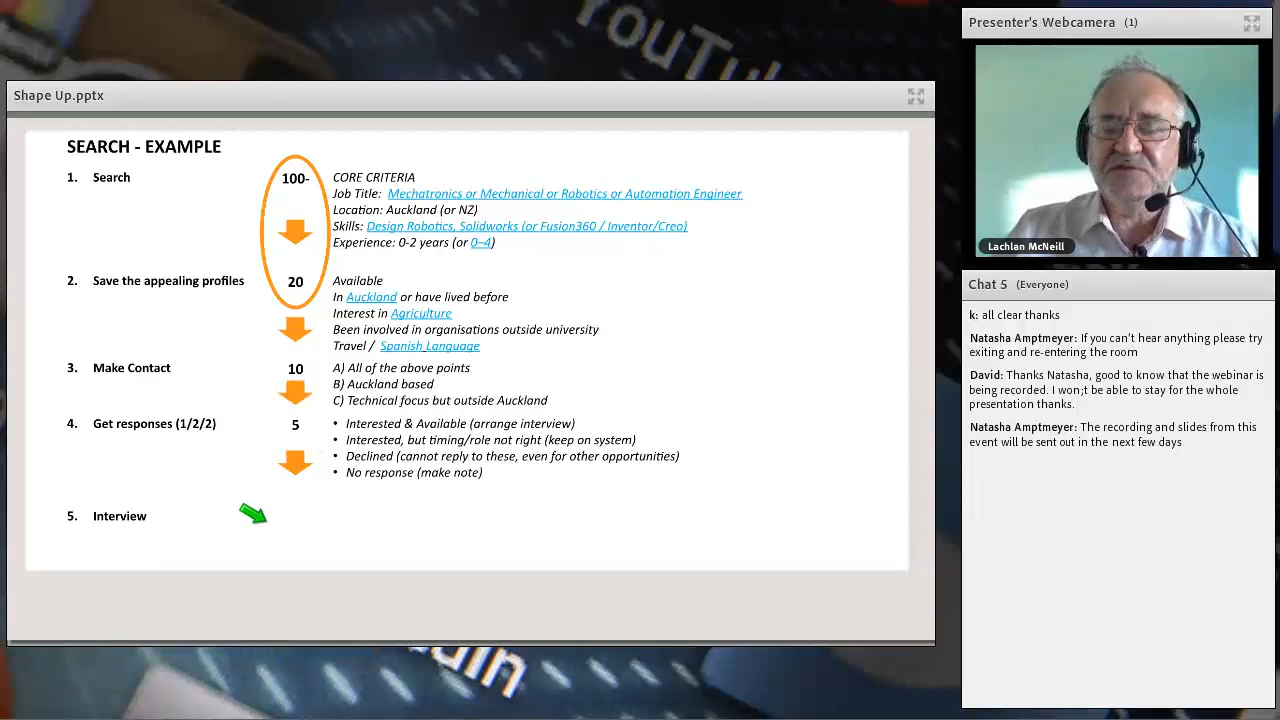 YouTub
Presenter's Webcamera (1)
Shape Up.pptx
SEARCH - EXAMPLE
1. Search 100- CORE CRITERIA
Job Title: Mechatronics or Mechanical or Robotics or Automation Engineer
Location: Auckland (or NZ)
Skills: Design Robotics, Solidworks (or Fusion360 / Inventor/Creo)
Experience: 0-2 years (or 0–4)
2. Save the appealing profiles 20 Available
In Auckland or have lived before
Interest in Agriculture
Been involved in organisations outside university
Travel / Spanish Language
3. Make Contact 10 A) All of the above points
B) Auckland based
C) Technical focus but outside Auckland
4. Get responses (1/2/2) 5 • Interested & Available (arrange interview)
• Interested, but timing/role not right (keep on system)
• Declined (cannot reply to these, even for other opportunities)
• No response (make note)
5. Interview
Lachlan McNeill
Chat 5 (Everyone)
k: all clear thanks
Natasha Amptmeyer: If you can't hear anything please try
exiting and re-entering the room
David: Thanks Natasha, good to know that the webinar is
being recorded. I won;t be able to stay for the whole
presentation thanks.
Natasha Amptmeyer: The recording and slides from this
event will be sent out in the next few days